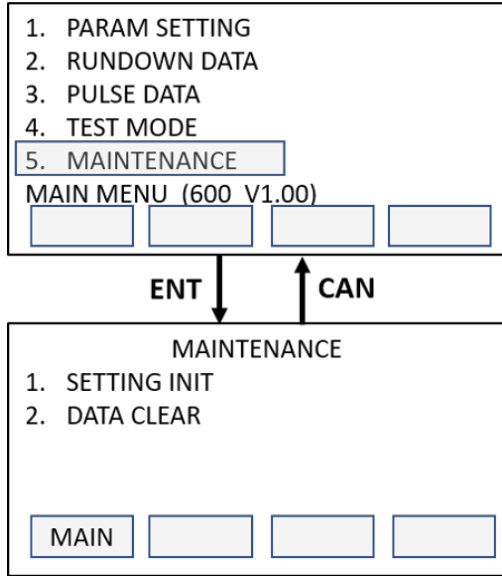 1. PARAM SETTING
2. RUNDOWN DATA
3. PULSE DATA
4. TEST MODE
5. MAINTENANCE
MAIN MENU (600 V1.00)
ENT CAN
MAINTENANCE
1. SETTING INIT
2. DATA CLEAR
MAIN